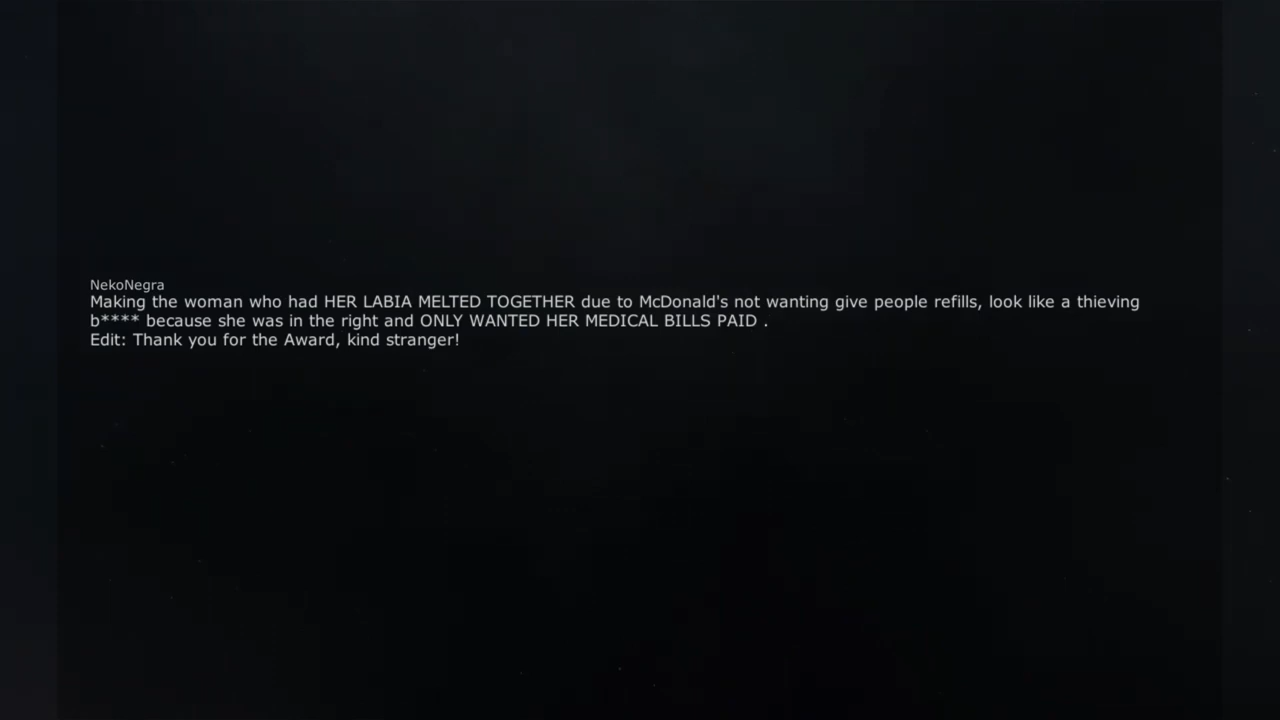 NekoNegra
Making the woman who had HER LABIA MELTED TOGETHER due to McDonald's not wanting give people refills, look like a thieving
b**** because she was in the right and ONLY WANTED HER MEDICAL BILLS PAID .
Edit: Thank you for the Award, kind stranger!